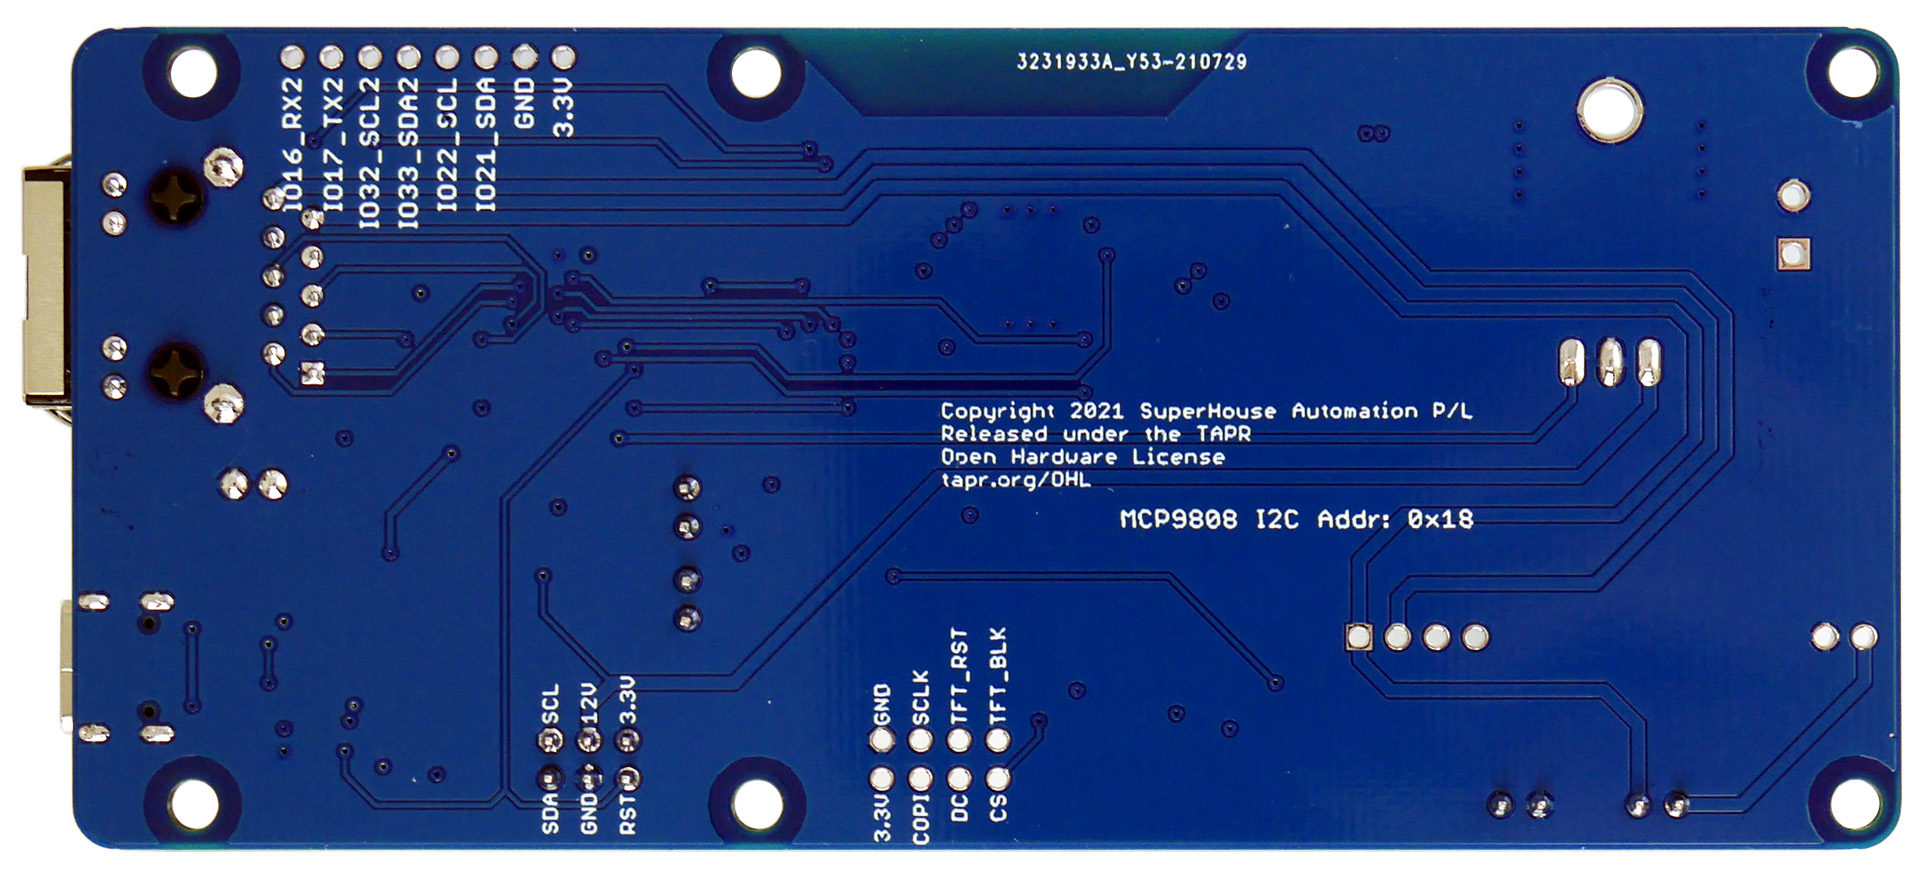 3231933A_Y53-210729
IO16_RX2
IO17_TX2
IO32_SCL2
IO33_SDA2
IO22_SCL
IO21_SDA
GND
3.3V
Copyright 2021 SuperHouse Automation P/L
Released under the TAPR
Open Hardware License
tapr.org/OHL
MCP9808 I2C Addr: 0x18
SCL
12V
3.3V
SDA
GND
RST
GND
SCLK
TFT_RST
TFT_BLK
3.3V
COPI
DC
CS